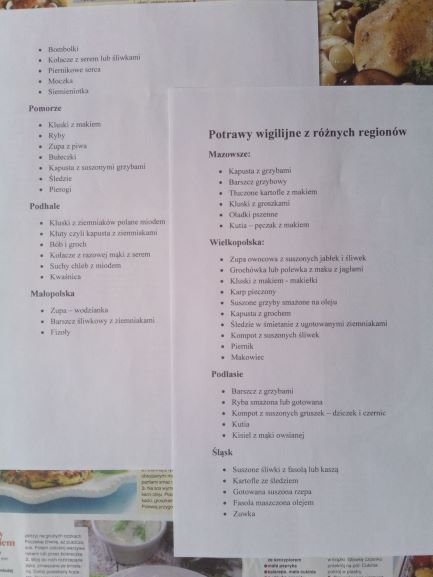 Bombolki
Kołacze z serem lub śliwkami
Piernikowe serca
Moczka
Siemieniotka
Pomorze
Kluski z makiem
Ryby
Zupa z piwa
Bułeczki
Kapusta z suszonymi grzybami
Śledzie
Pierogi
Podhale
Kluski z ziemniaków polane miodem
Kluty czyli kapusta z ziemniakami
Bób i groch
Kołacze z razowej mąki z serem
Suchy chleb z miodem
Kwaśnica
Małopolska
Zupa – wodzianka
Barszcz śliwkowy z ziemniakami
Fizoły
Potrawy wigilijne z różnych regionów
Mazowsze:
Kapusta z grzybami
Barszcz grzybowy
Tłuczone kartofle z makiem
Kluski z groszkami
Oładki pszenne
Kutia – pęczak z makiem
Wielkopolska:
Zupa owocowa z suszonych jabłek i śliwek
Grochówka lub polewka z maku z jagłami
Kluski z makiem - makiełki
Karp pieczony
Suszone grzyby smażone na oleju
Kapusta z grochem
Śledzie w śmietanie z ugotowanymi ziemniakami
Kompot z suszonych śliwek
Piernik
Makowiec
Podlasie
Barszcz z grzybami
Ryba smażona lub gotowana
Kompot z suszonych gruszek – dziczek i czernic
Kutia
Kisiel z mąki owsianej
Śląsk
Suszone śliwki z fasolą lub kaszą
Kartofle ze śledziem
Gotowana suszona rzepa
Fasola maszczona olejem
Zuwka